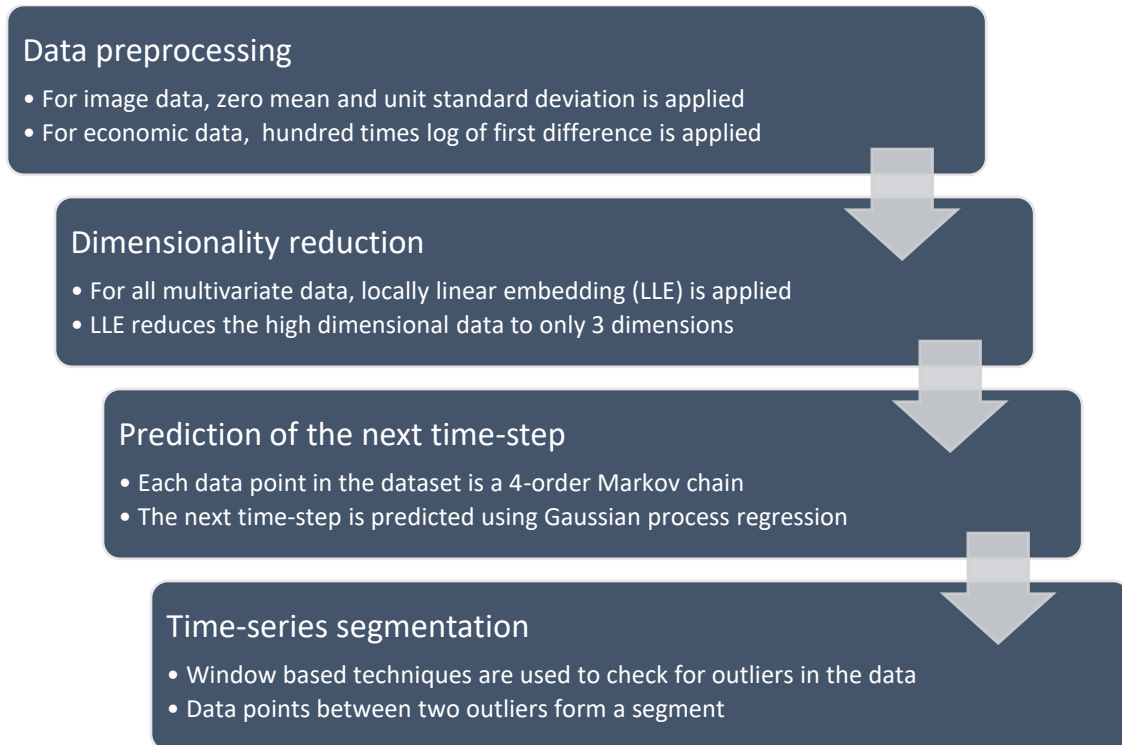 Data preprocessing
• For image data, zero mean and unit standard deviation is applied
• For economic data,  hundred times log of first difference is applied
Dimensionality reduction
• For all multivariate data, locally linear embedding (LLE) is applied
• LLE reduces the high dimensional data to only 3 dimensions
Prediction of the next time-step
• Each data point in the dataset is a 4-order Markov chain
• The next time-step is predicted using Gaussian process regression
Time-series segmentation
• Window based techniques are used to check for outliers in the data
• Data points between two outliers form a segment